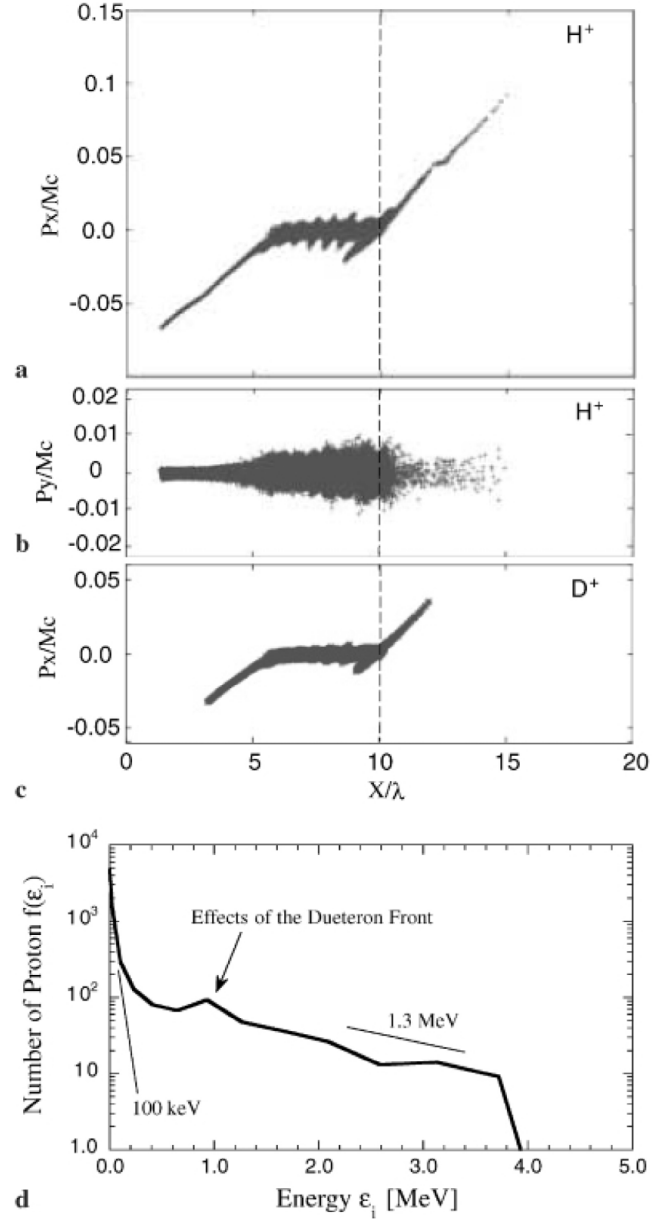 0.15
H+
0.1
0.05
Px/Mc
0.0
-0.05
a
0.02
H+
0.01
Py/Mc
0
-0.01
b
-0.02
0.05
D+
Px/Mc
0.0
-0.05
0 5 10 15 20
c
X/λ
10^4
Number of Proton f(ε_i)
10^3
Effects of the Dueteron Front
10^2
1.3 MeV
10
100 keV
1.0
0.0 1.0 2.0 3.0 4.0 5.0
d
Energy ε_i [MeV]